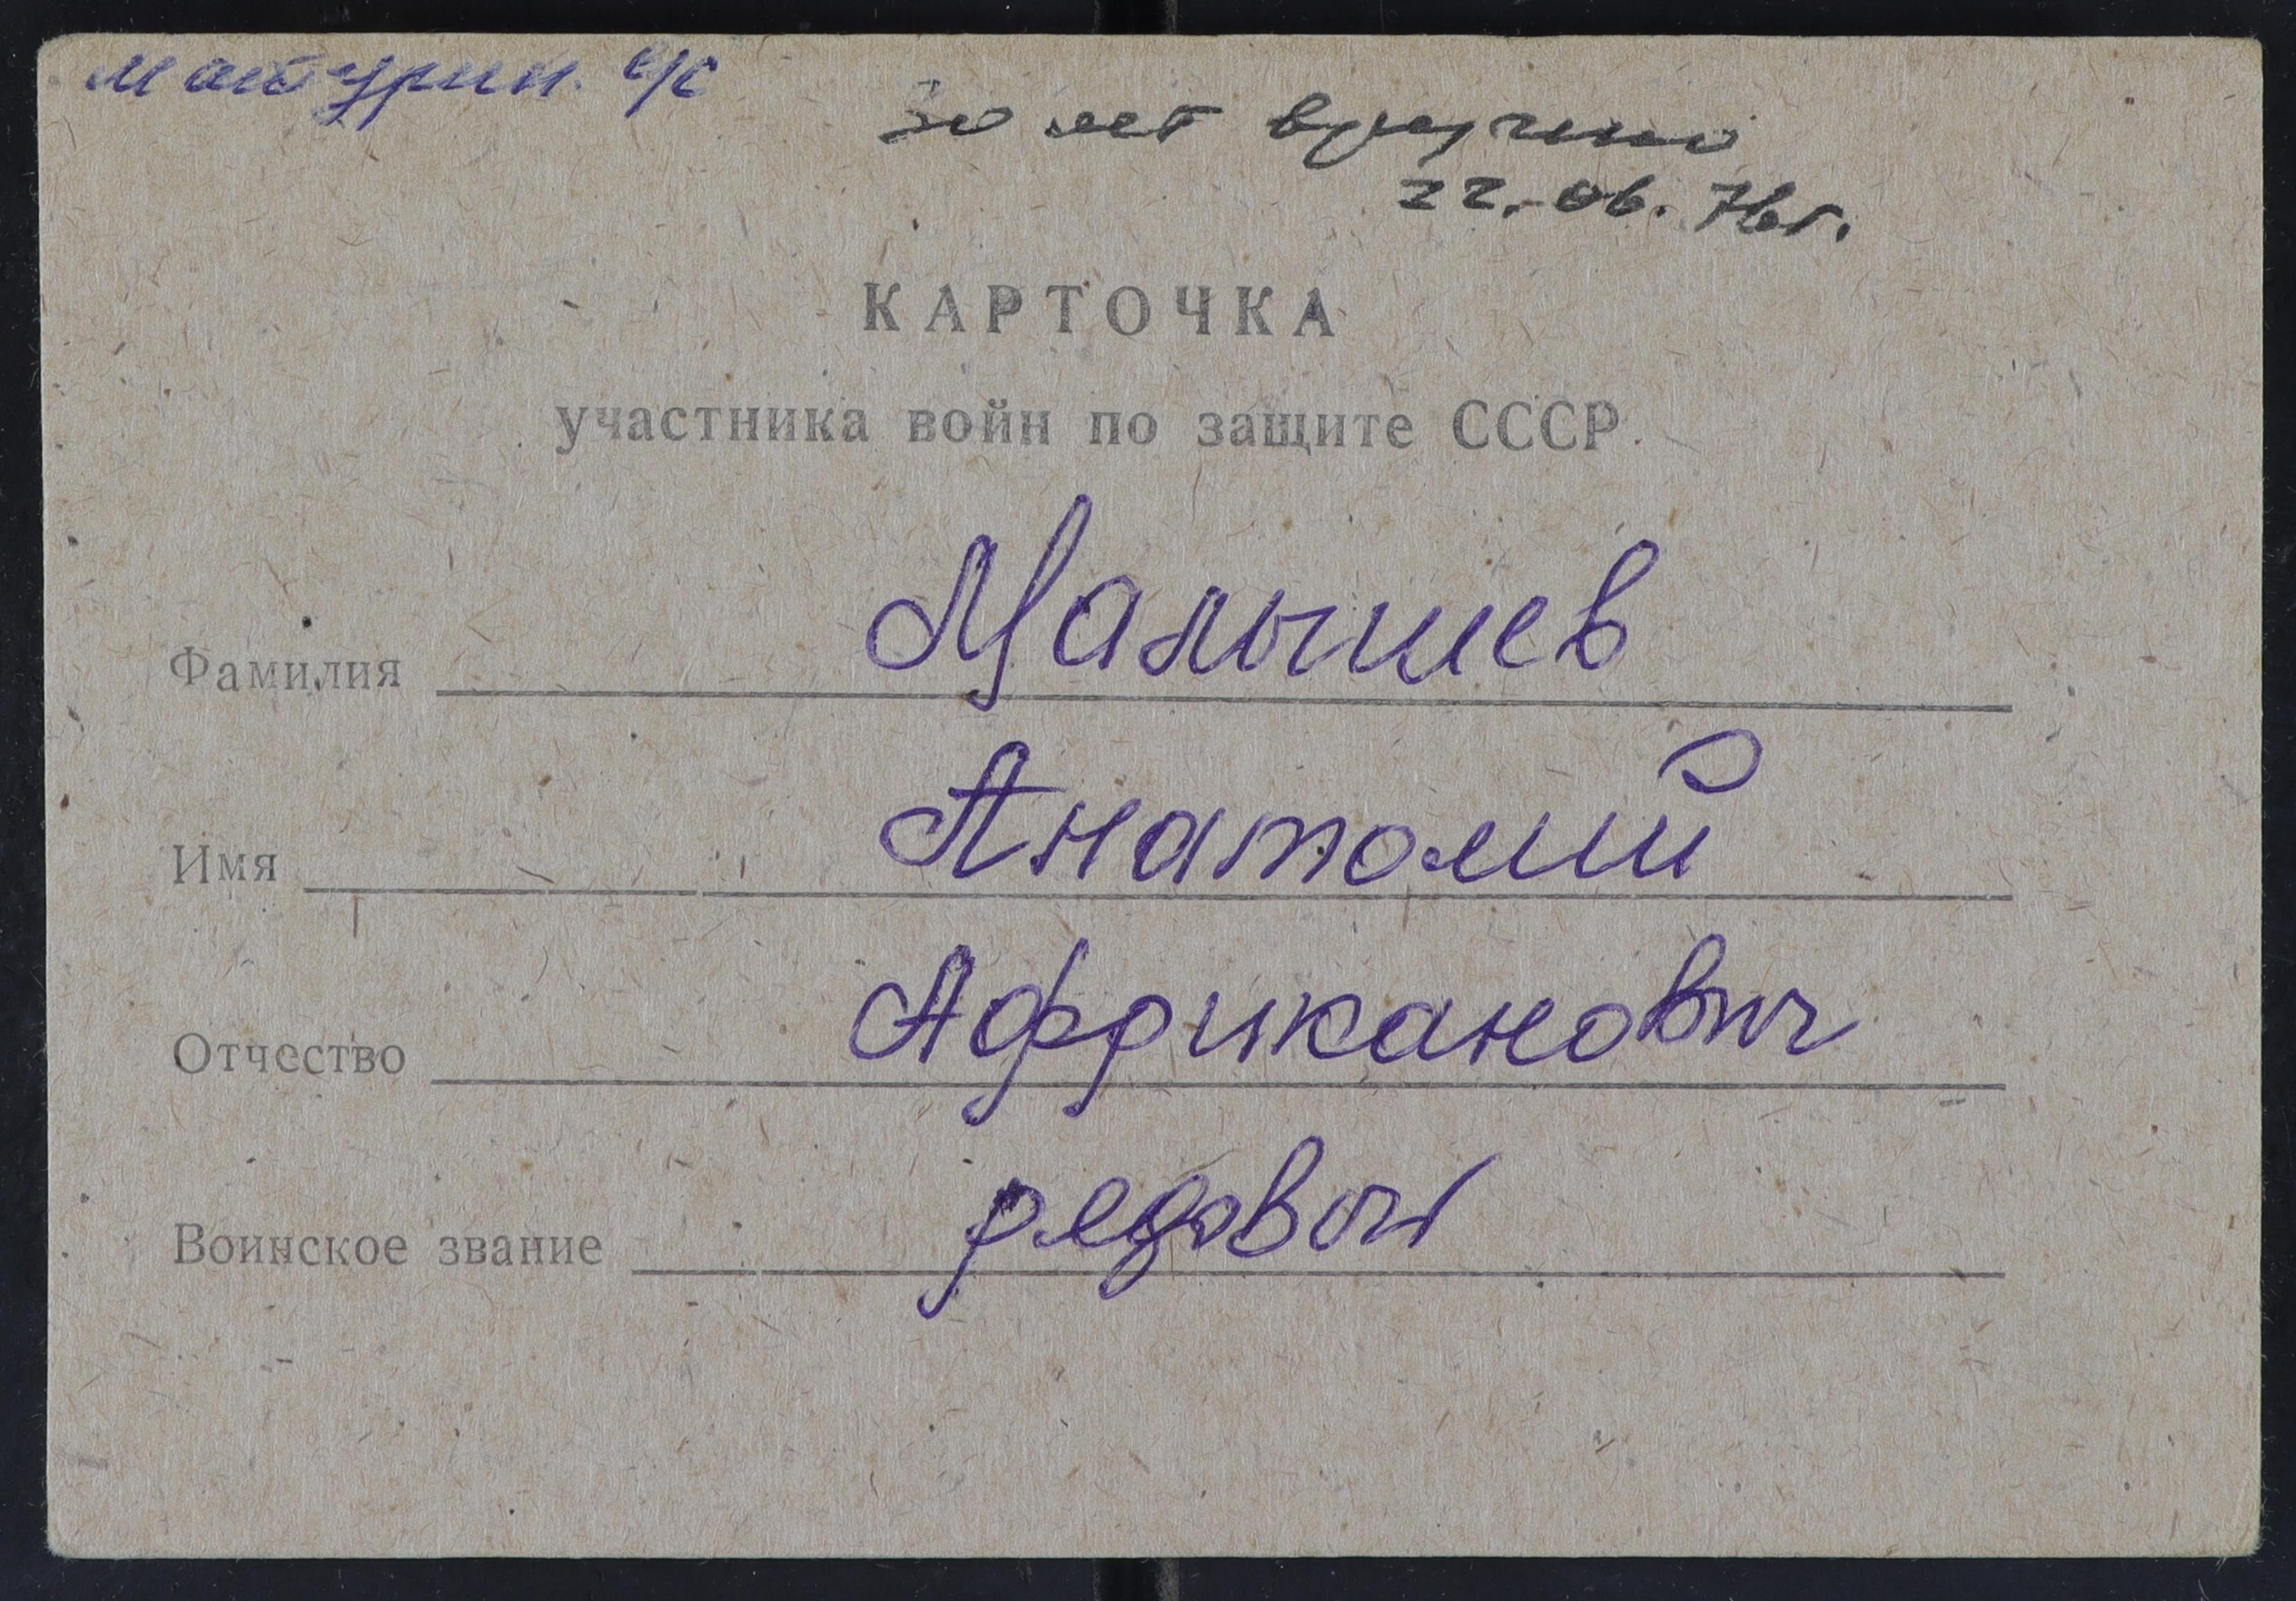 Матурин. с/с
30 лет вручено
22.06.76г.
КАРТОЧКА
участника войн по защите СССР.
Фамилия Малышев
Имя Анатолий
Отчество Африканович
Воинское звание рядовой